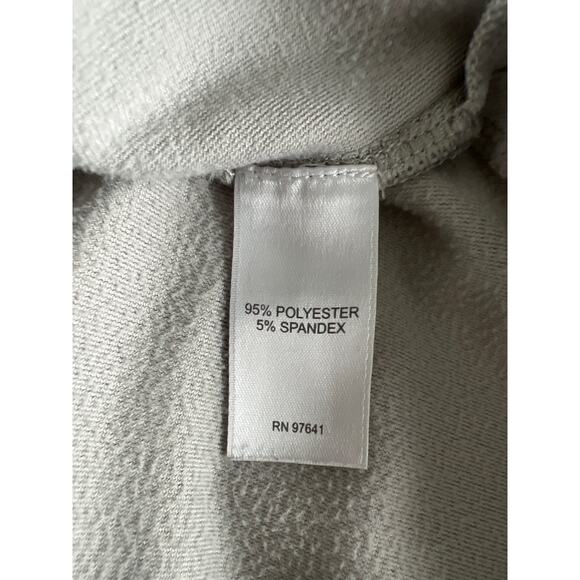 95% POLYESTER
5% SPANDEX
RN 97641